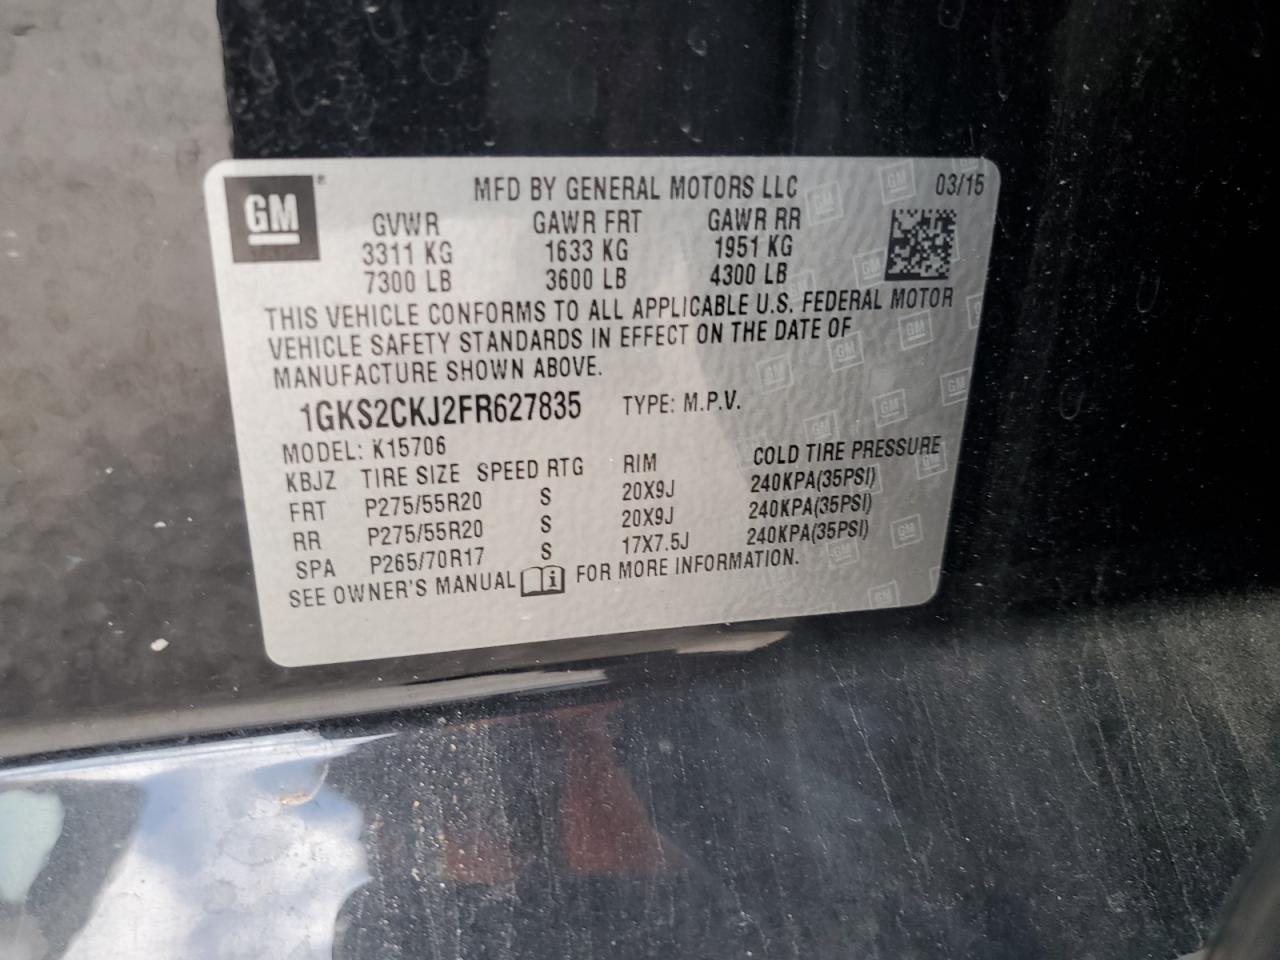 GM® MFD BY GENERAL MOTORS LLC 03/15
GVWR GAWR FRT GAWR RR
3311 KG 1633 KG 1951 KG
7300 LB 3600 LB 4300 LB
THIS VEHICLE CONFORMS TO ALL APPLICABLE U.S. FEDERAL MOTOR
VEHICLE SAFETY STANDARDS IN EFFECT ON THE DATE OF
MANUFACTURE SHOWN ABOVE.
1GKS2CKJ2FR627835 TYPE: M.P.V.
MODEL: K15706
KBJZ TIRE SIZE SPEED RTG RIM COLD TIRE PRESSURE
FRT P275/55R20 S 20X9J 240KPA(35PSI)
RR P275/55R20 S 20X9J 240KPA(35PSI)
SPA P265/70R17 S 17X7.5J 240KPA(35PSI)
SEE OWNER'S MANUAL i FOR MORE INFORMATION.